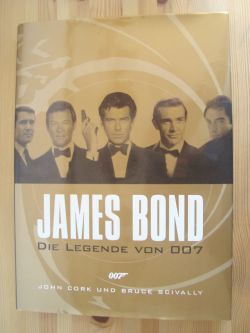 JAMES BOND
DIE LEGENDE VON 007
007
JOHN CORK UND BRUCE SCIVALLY